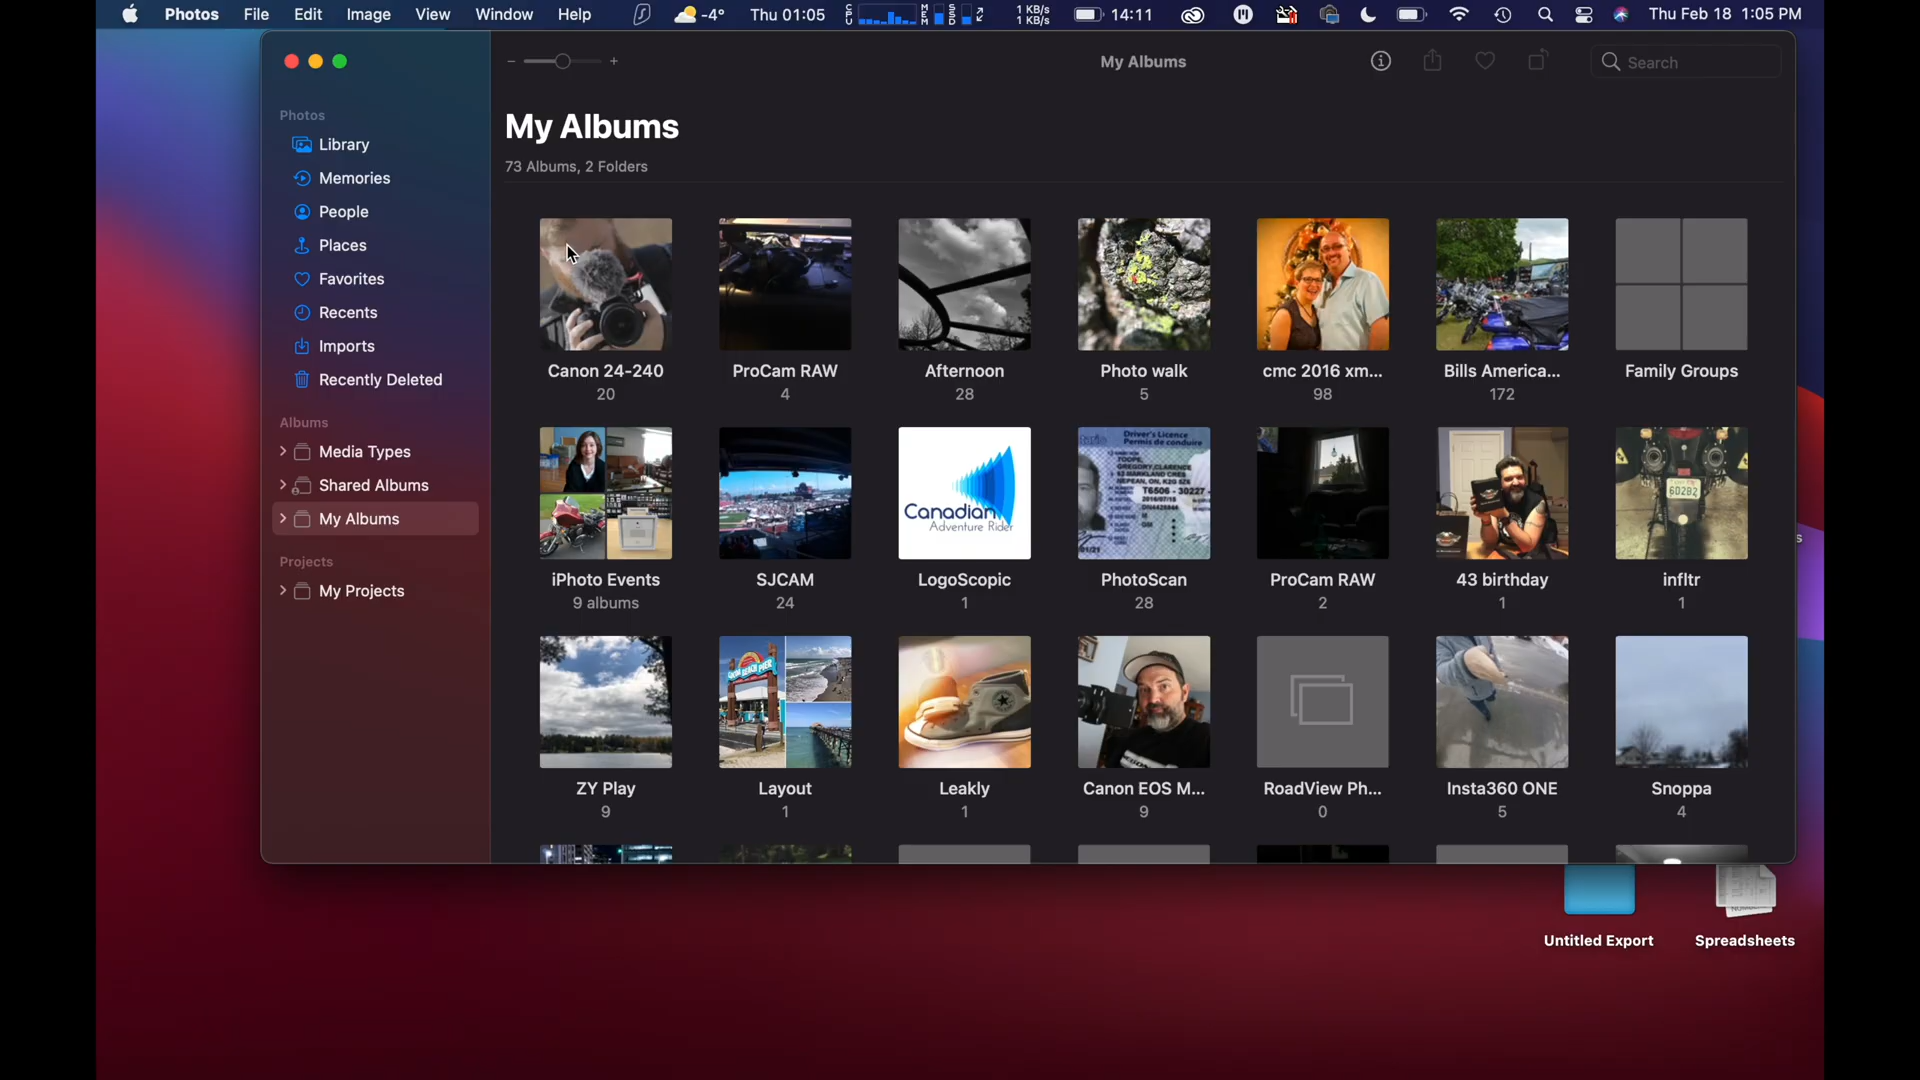 Photos File Edit Image View Window Help -4° Thu 01:05 CPU MEM SSD 1 KB/s 1 KB/s 14:11 Thu Feb 18 1:05 PM
My Albums
Search
Photos
Library
Memories
People
Places
Favorites
Recents
Imports
Recently Deleted
Albums
Media Types
Shared Albums
My Albums
Projects
My Projects
My Albums
73 Albums, 2 Folders
Canon 24-240
20
ProCam RAW
4
Afternoon
28
Photo walk
5
cmc 2016 xm...
98
Bills America...
172
Family Groups
iPhoto Events
9 albums
Canadian
Adventure Rider
SJCAM
24
LogoScopic
1
Driver's Licence
Permis de conduire
PhotoScan
28
ProCam RAW
2
43 birthday
1
602B2
infltr
1
ZY Play
9
Layout
1
Leakly
1
Canon EOS M...
9
RoadView Ph...
0
Insta360 ONE
5
Snoppa
4
Untitled Export
Spreadsheets